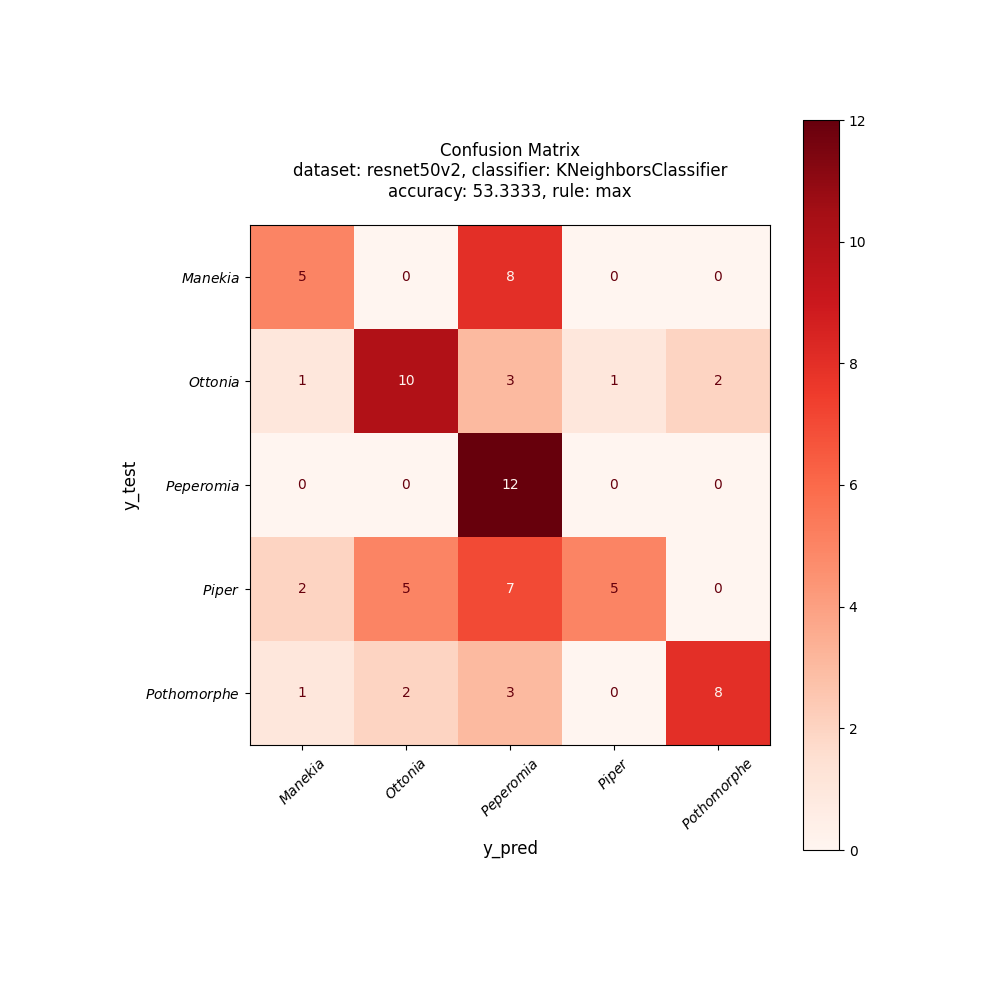 Confusion Matrix
dataset: resnet50v2, classifier: KNeighborsClassifier
accuracy: 53.3333, rule: max
12
10
8
6
4
2
0
y_test
Manekia 5 0 8 0 0
Ottonia 1 10 3 1 2
Peperomia 0 0 12 0 0
Piper 2 5 7 5 0
Pothomorphe 1 2 3 0 8
Manekia Ottonia Peperomia Piper Pothomorphe
y_pred